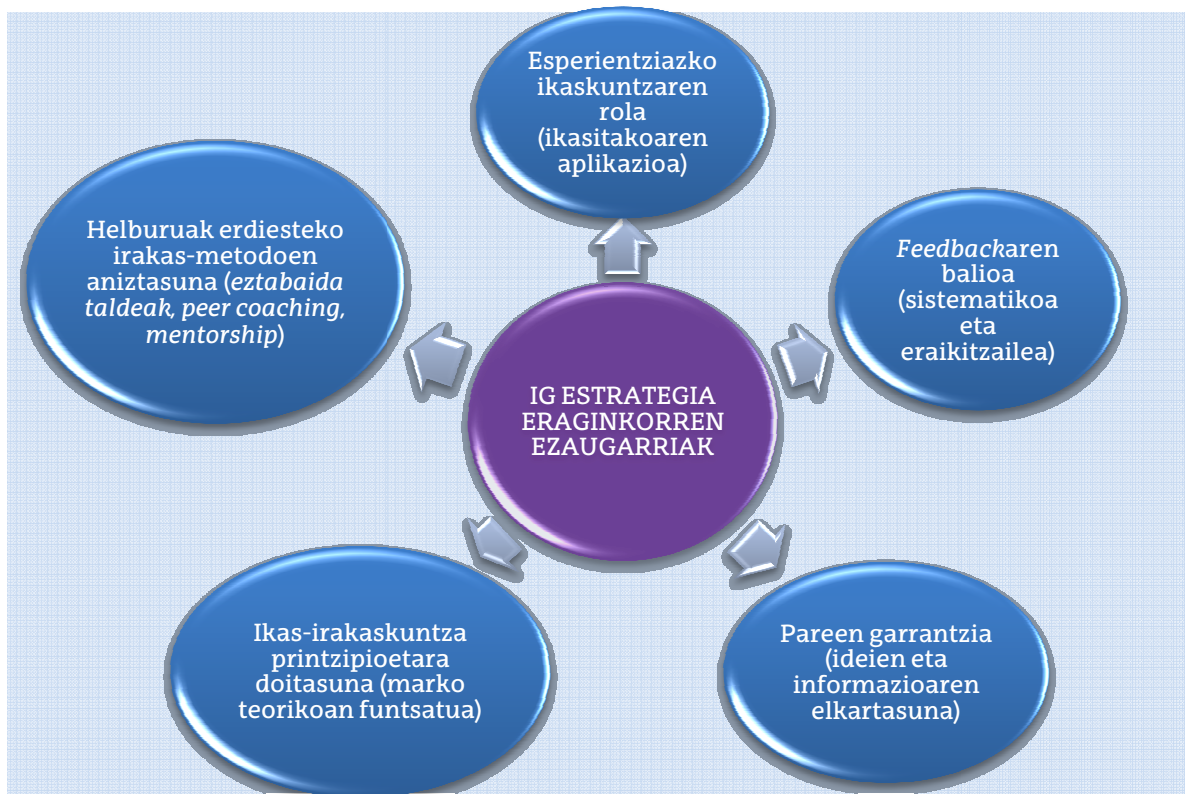 Esperientziazko
ikaskuntzaren
rola
(ikasitakoaren
aplikazioa)
Helburuak erdiesteko
irakas-metodoen
aniztasuna (eztabaida
taldeak, peer coaching,
mentorship)
Feedbackaren
balioa
(sistematikoa
eta
eraikitzailea)
IG ESTRATEGIA
ERAGINKORREN
EZAUGARRIAK
Ikas-irakaskuntza
printzipioetara
doitasuna (marko
teorikoan funtsatua)
Pareen garrantzia
(ideien eta
informazioaren
elkartasuna)